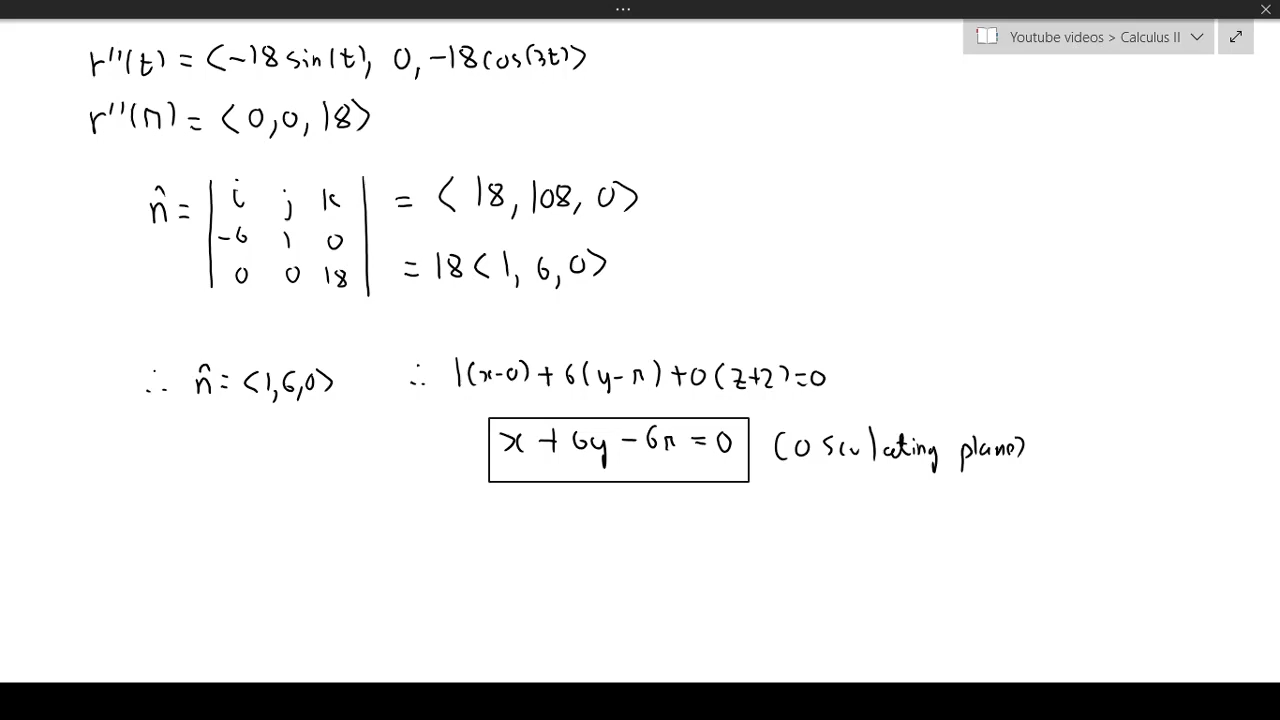 ...
Youtube videos > Calculus II
r''(t) = <-18 sin(t), 0, -18cos(3t)>
r''(π) = <0,0,18>
n̂ = | i j k | = <18, 108, 0>
-6 1 0
0 0 18 = 18<1, 6, 0>
∴ n̂ = <1,6,0> ∴ 1(x-0) + 6(y-π) + 0(z+2) = 0
x + 6y - 6π = 0 (osculating plane)